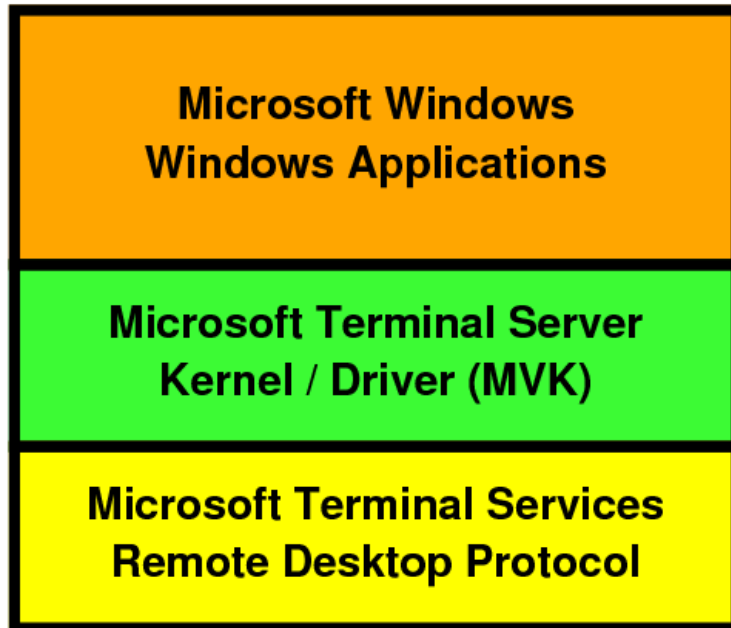 Microsoft Windows
Windows Applications
Microsoft Terminal Server
Kernel / Driver (MVK)
Microsoft Terminal Services
Remote Desktop Protocol